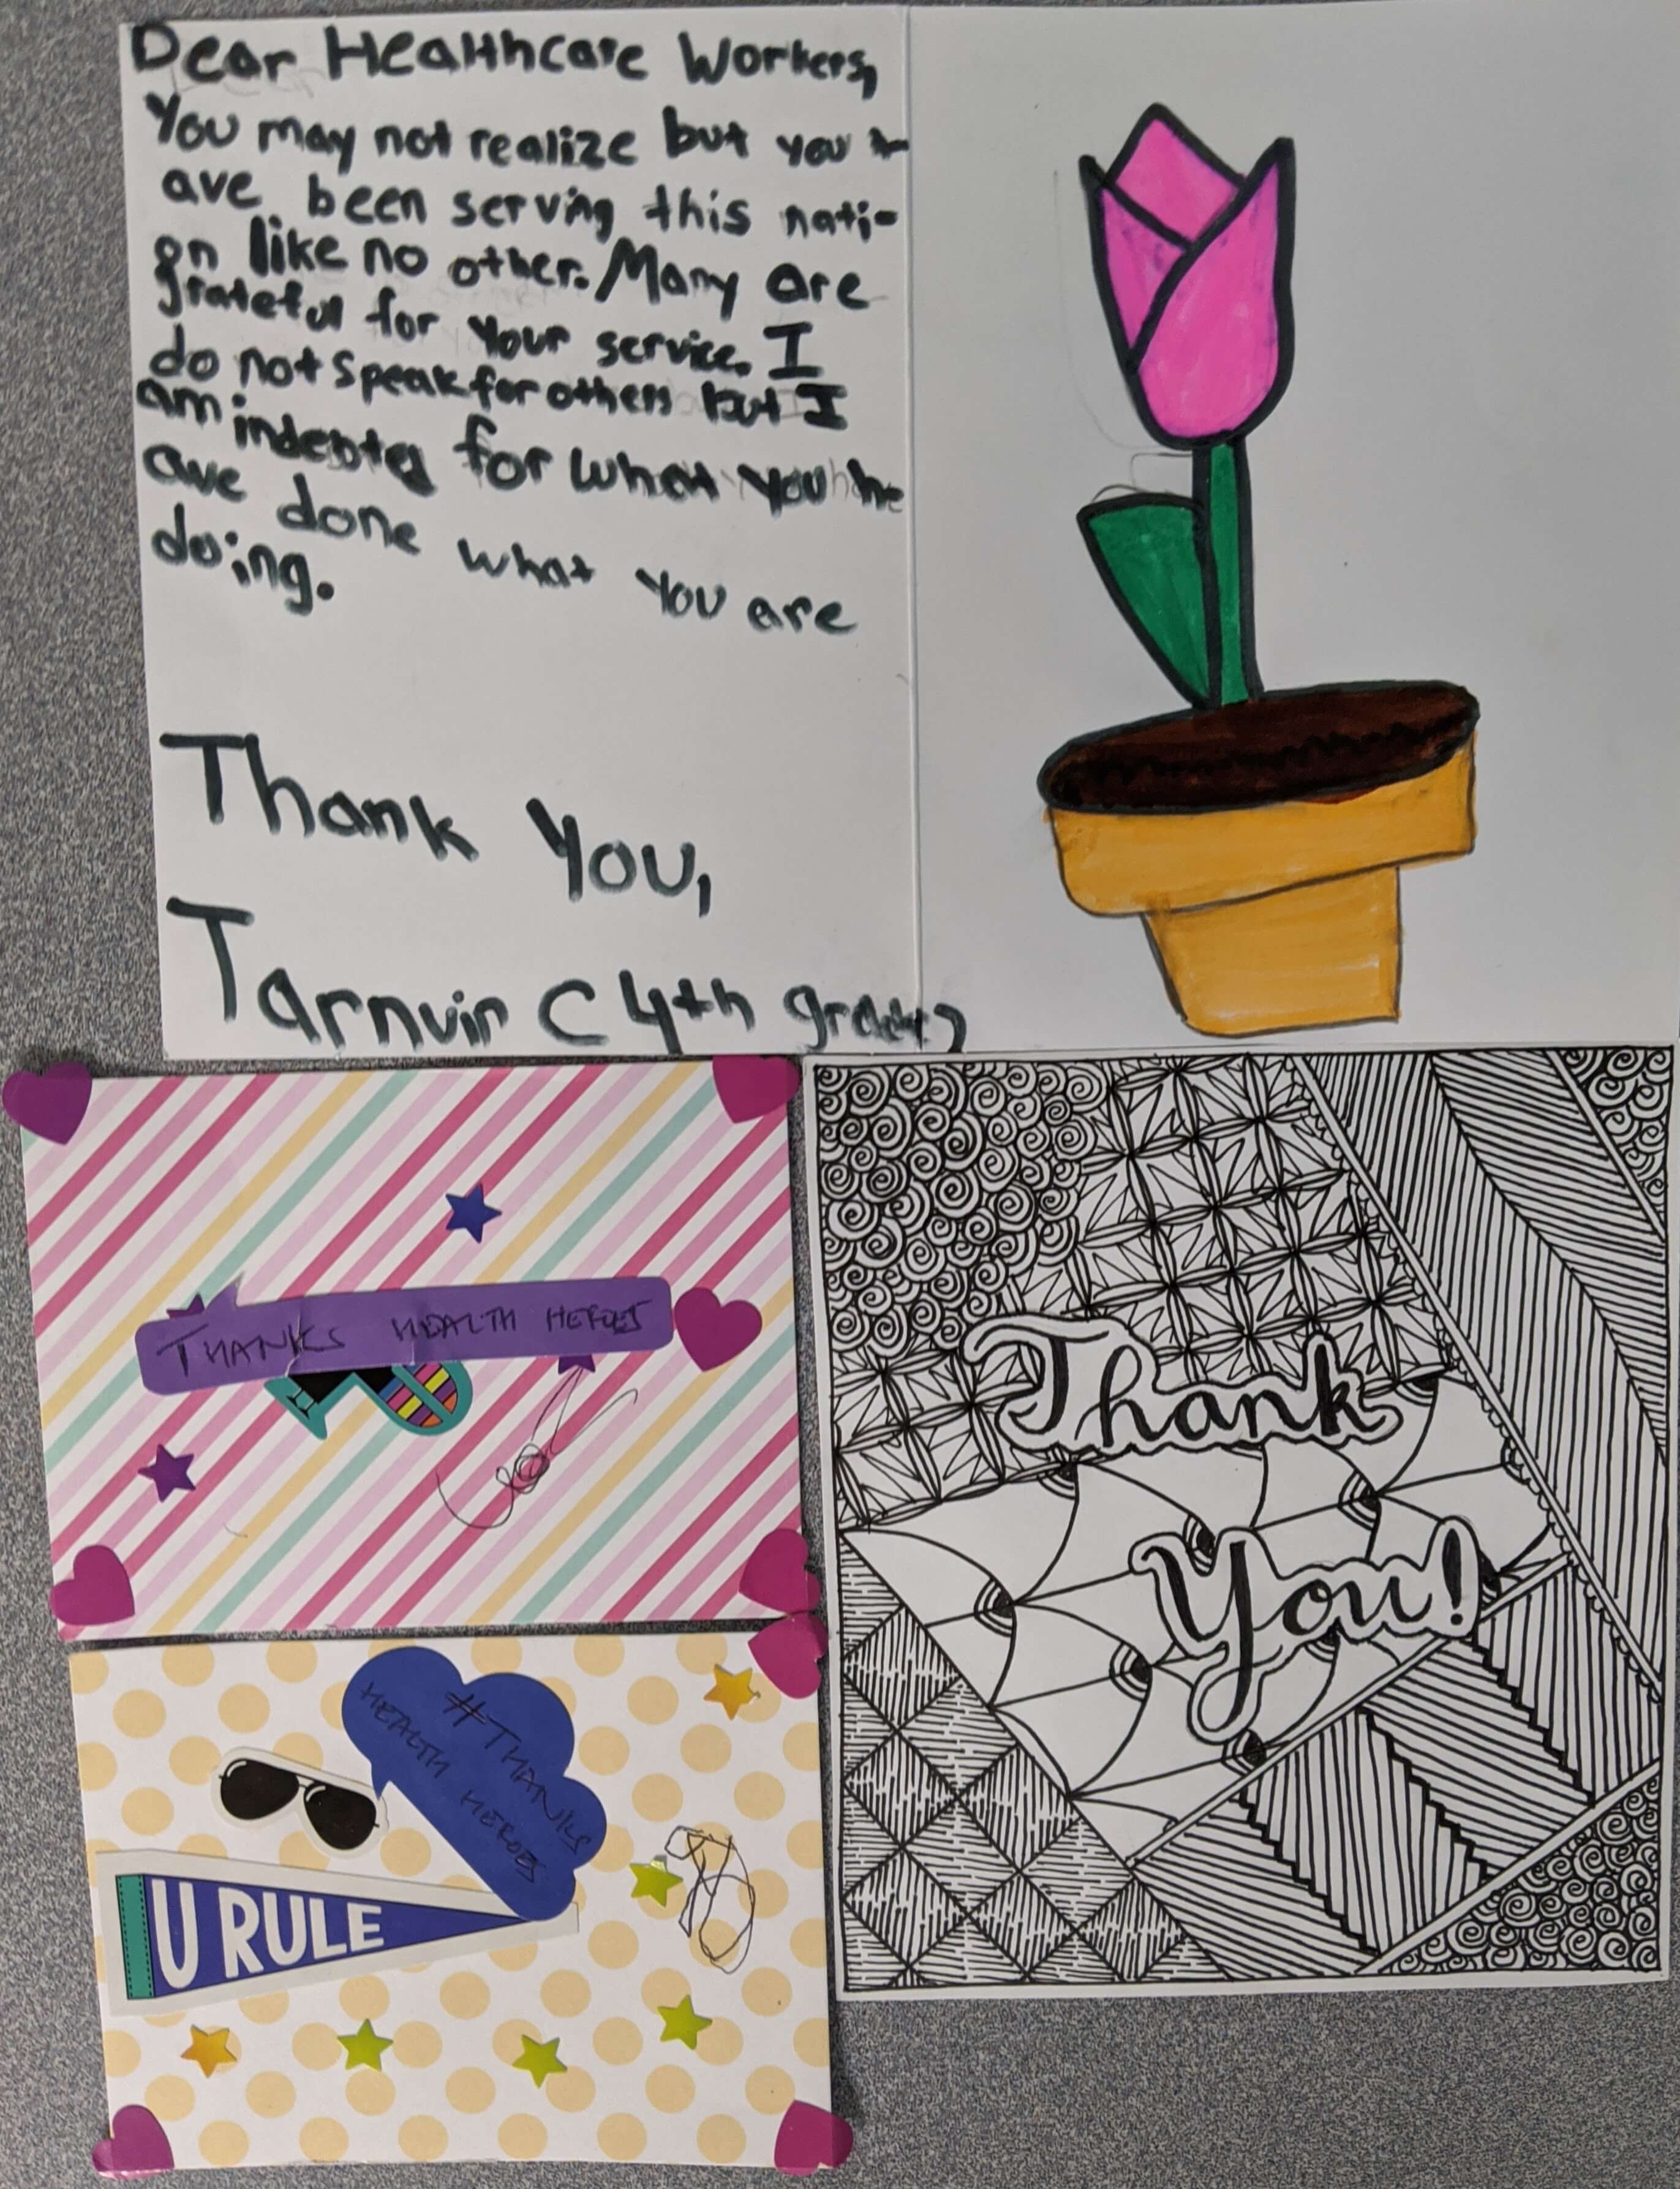 Dear Healthcare Workers,
You may not realize but you h-
ave been serving this nati-
on like no other. Many are
grateful for your service. I
do not speak for others but I
am indebted for what you h-
ave done what you are
doing.
Thank You,
Tarnvir C 4th grade
THANKS HEALTH HEROES
Thank
You!
#THANKS
HEALTH HEROES
U RULE